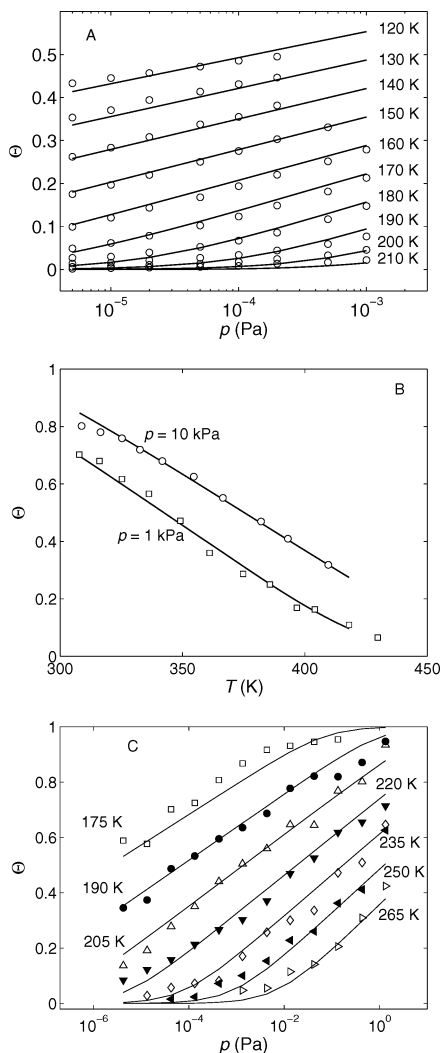 A
0.5
0.4
0.3
0.2
0.1
0
Θ
120 K
130 K
140 K
150 K
160 K
170 K
180 K
190 K
200 K
210 K
10⁻⁵
10⁻⁴
10⁻³
p (Pa)
B
1
0.8
0.6
0.4
0.2
0
Θ
p = 10 kPa
p = 1 kPa
300
350
400
450
T (K)
C
1
0.8
0.6
0.4
0.2
0
Θ
175 K
190 K
205 K
220 K
235 K
250 K
265 K
10⁻⁶
10⁻⁴
10⁻²
10⁰
p (Pa)